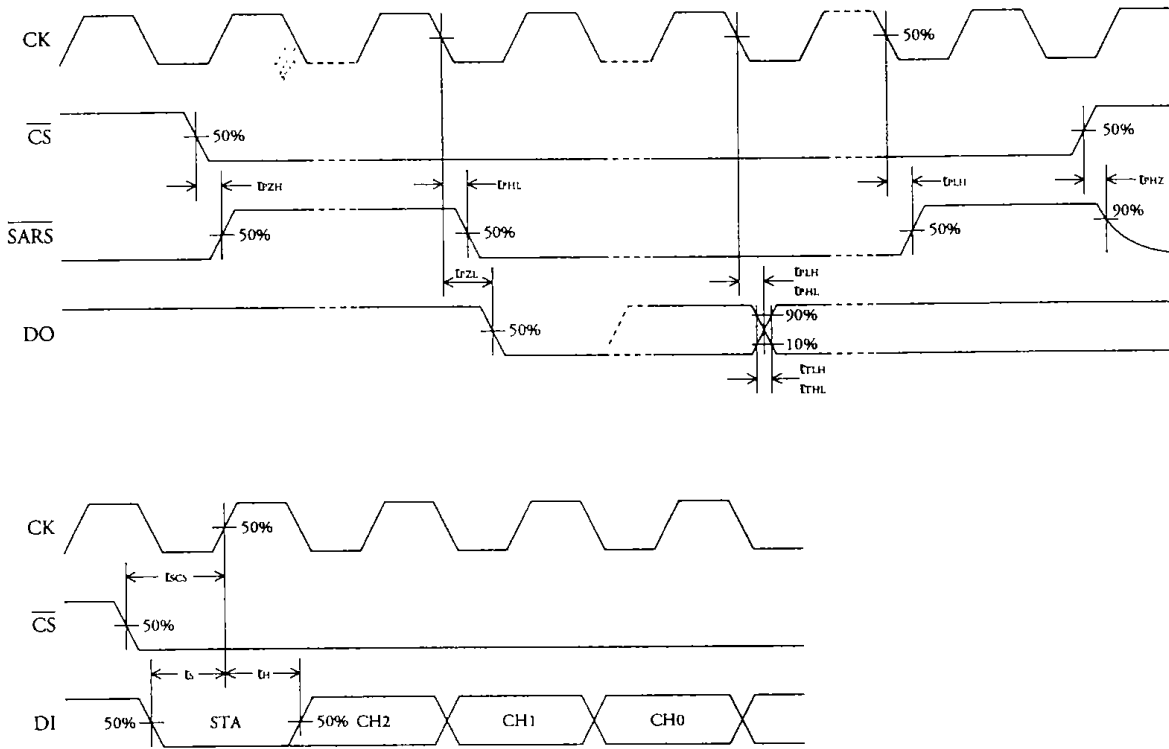 CK 50%
CS 50% 50%
tPZH tPHL tPLH tPHZ
SARS 50% 50% 50% 90%
tPZL tPLH
tPHL
DO 50% 90%
10%
tTLH
tTHL
CK 50%
tSCS
CS 50%
tS tH
DI 50% STA 50% CH2 CH1 CH0